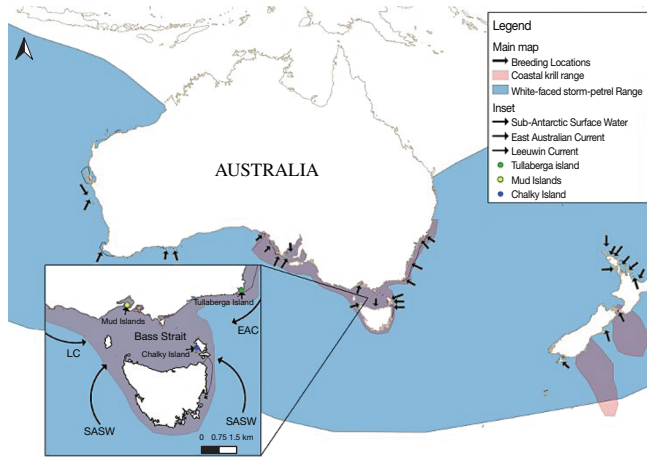 Legend
Main map
Breeding Locations
Coastal krill range
White-faced storm-petrel Range
Inset
Sub-Antarctic Surface Water
East Australian Current
Leeuwin Current
Tullaberga island
Mud Islands
Chalky Island
AUSTRALIA
Tullaberga Island
Mud Islands
Bass Strait
EAC
LC
Chalky Island
SASW
SASW
0 0.75 1.5 km